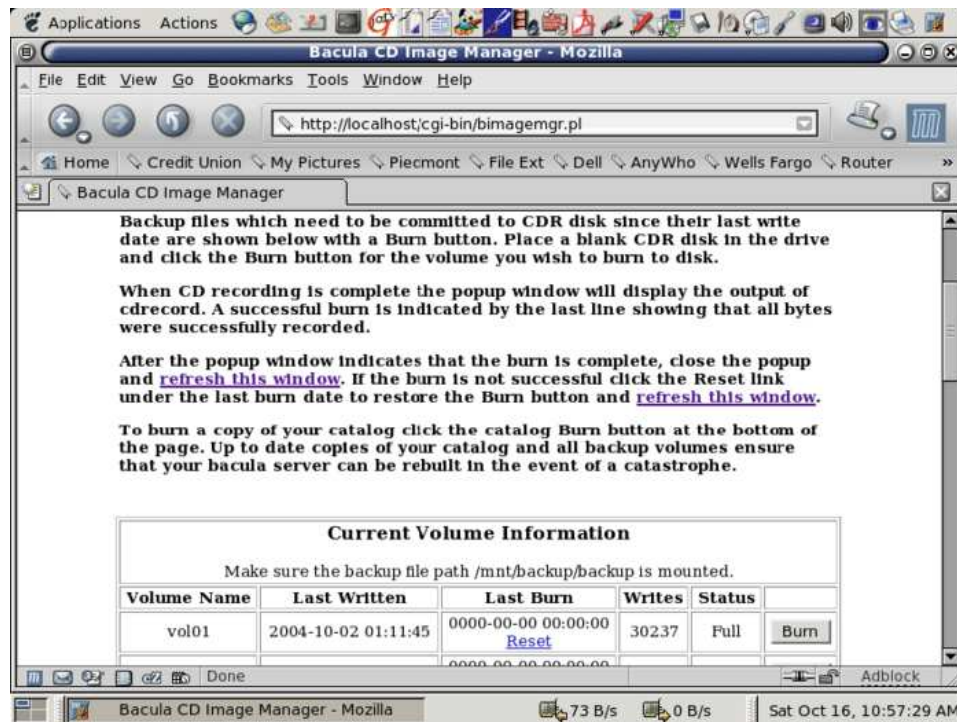 Applications Actions
Bacula CD Image Manager - Mozilla
File Edit View Go Bookmarks Tools Window Help
http://localhost/cgi-bin/bimagemgr.pl
Home Credit Union My Pictures Piecmont File Ext Dell AnyWho Wells Fargo Router »
Bacula CD Image Manager
Backup files which need to be committed to CDR disk since their last write
date are shown below with a Burn button. Place a blank CDR disk in the drive
and click the Burn button for the volume you wish to burn to disk.
When CD recording is complete the popup window will display the output of
cdrecord. A successful burn is indicated by the last line showing that all bytes
were successfully recorded.
After the popup window indicates that the burn is complete, close the popup
and refresh this window. If the burn is not successful click the Reset link
under the last burn date to restore the Burn button and refresh this window.
To burn a copy of your catalog click the catalog Burn button at the bottom of
the page. Up to date copies of your catalog and all backup volumes ensure
that your bacula server can be rebuilt in the event of a catastrophe.
Current Volume Information
Make sure the backup file path /mnt/backup/backup is mounted.
Volume Name Last Written Last Burn Writes Status
vol01 2004-10-02 01:11:45 0000-00-00 00:00:00 30237 Full Burn
Reset
0000-00-00 00:00:00
Done Adblock
Bacula CD Image Manager - Mozilla 73 B/s 0 B/s Sat Oct 16, 10:57:29 AM